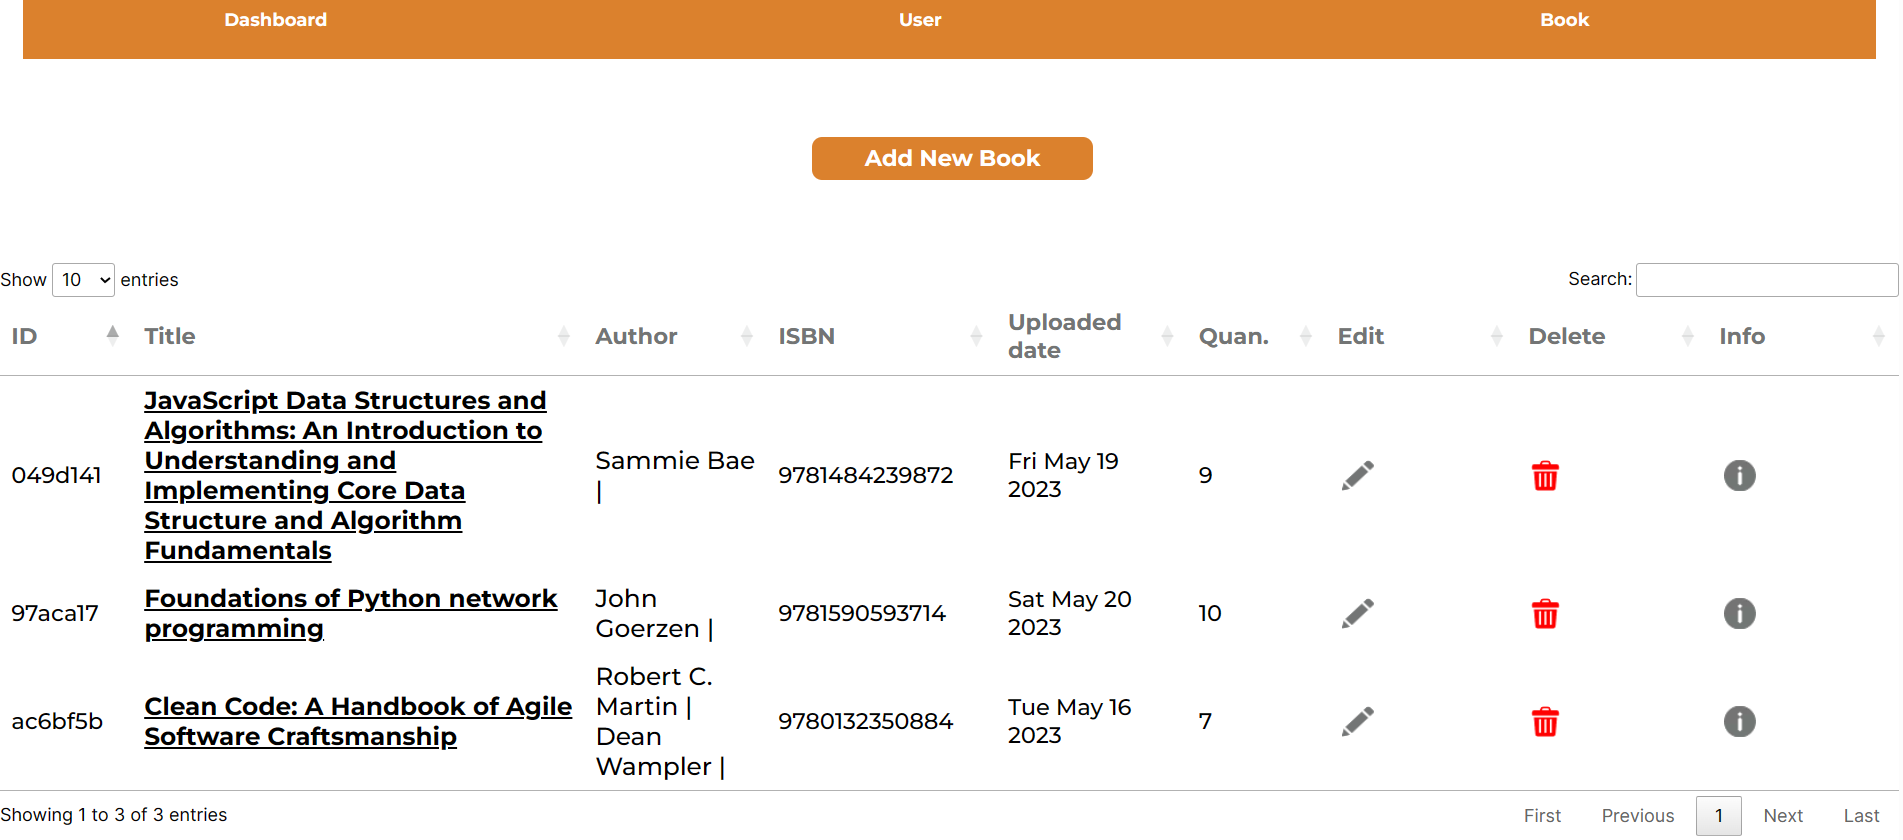 Dashboard User Book
Add New Book
Show 10 entries Search:
ID Title Author ISBN Uploaded date Quan. Edit Delete Info
049d141
JavaScript Data Structures and
Algorithms: An Introduction to
Understanding and
Implementing Core Data
Structure and Algorithm
Fundamentals
Sammie Bae
|
9781484239872
Fri May 19
2023
9
97aca17
Foundations of Python network
programming
John
Goerzen |
9781590593714
Sat May 20
2023
10
ac6bf5b
Clean Code: A Handbook of Agile
Software Craftsmanship
Robert C.
Martin |
Dean
Wampler |
9780132350884
Tue May 16
2023
7
Showing 1 to 3 of 3 entries First Previous 1 Next Last